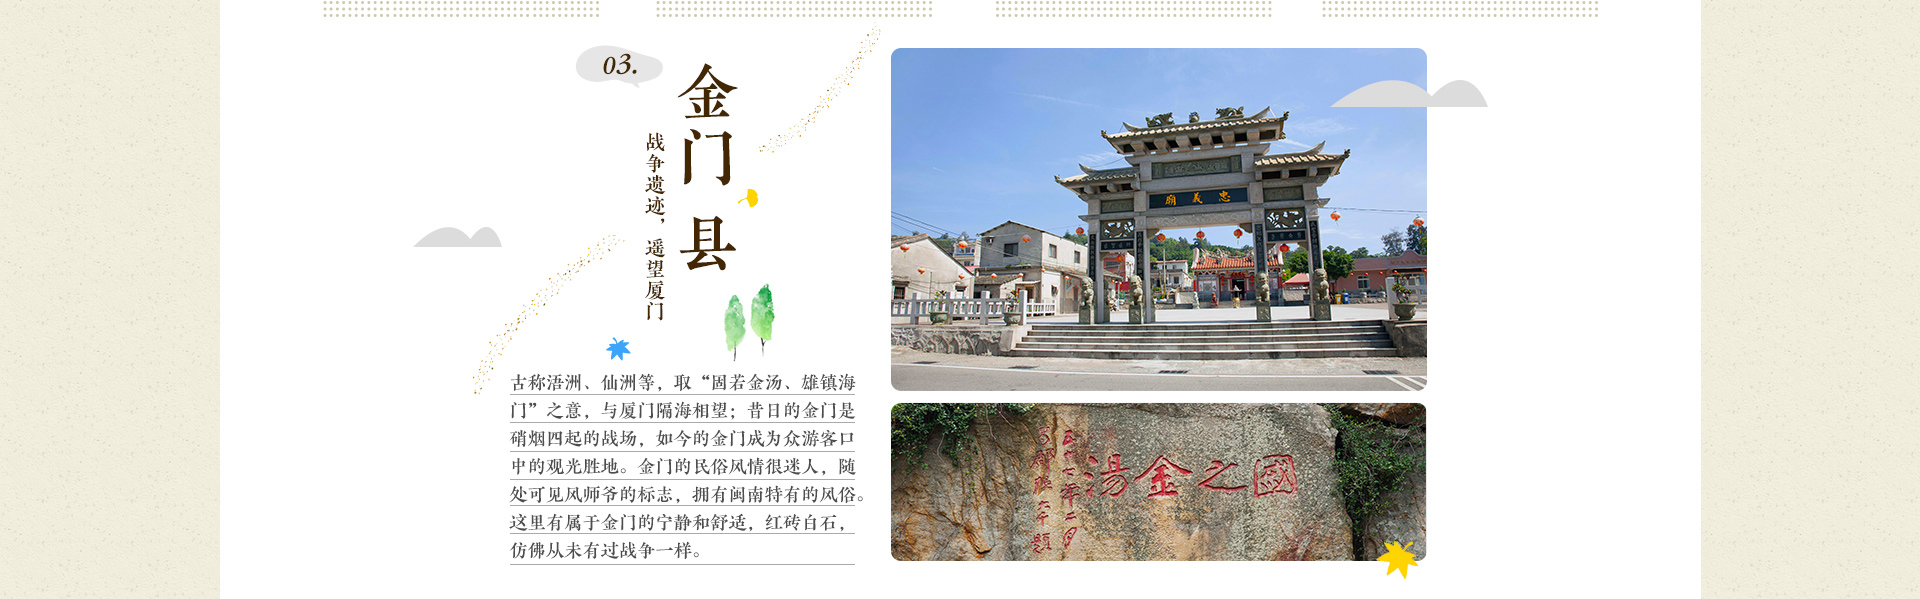 03.
金门县
战争遗迹，遥望厦门
古称浯洲、仙洲等，取“固若金汤、雄镇海
门”之意，与厦门隔海相望；昔日的金门是
硝烟四起的战场，如今的金门成为众游客口
中的观光胜地。金门的民俗风情很迷人，随
处可见风师爷的标志，拥有闽南特有的风俗。
这里有属于金门的宁静和舒适，红砖白石，
仿佛从未有过战争一样。
忠義廟
國之金湯